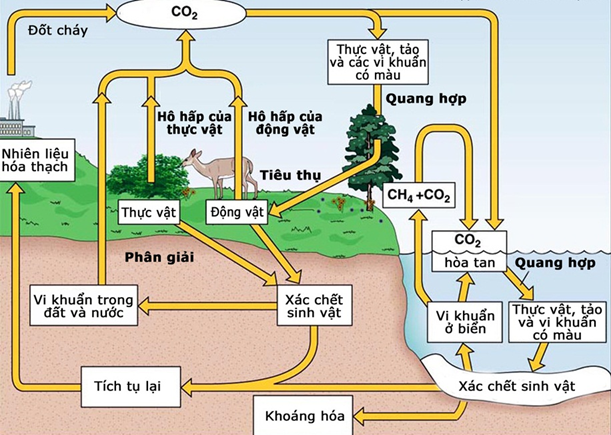 CO2
Đốt cháy
Thực vật, tảo
và các vi khuẩn
có màu
Quang hợp
Hô hấp của
thực vật
Hô hấp của
động vật
Nhiên liệu
hóa thạch
Tiêu thụ
CH4 +CO2
Thực vật
Động vật
CO2
hòa tan
Phân giải
Quang hợp
Vi khuẩn trong
đất và nước
Xác chết
sinh vật
Vi khuẩn
ở biển
Thực vật, tảo
và vi khuẩn có
màu
Tích tụ lại
Xác chết sinh vật
Khoáng hóa